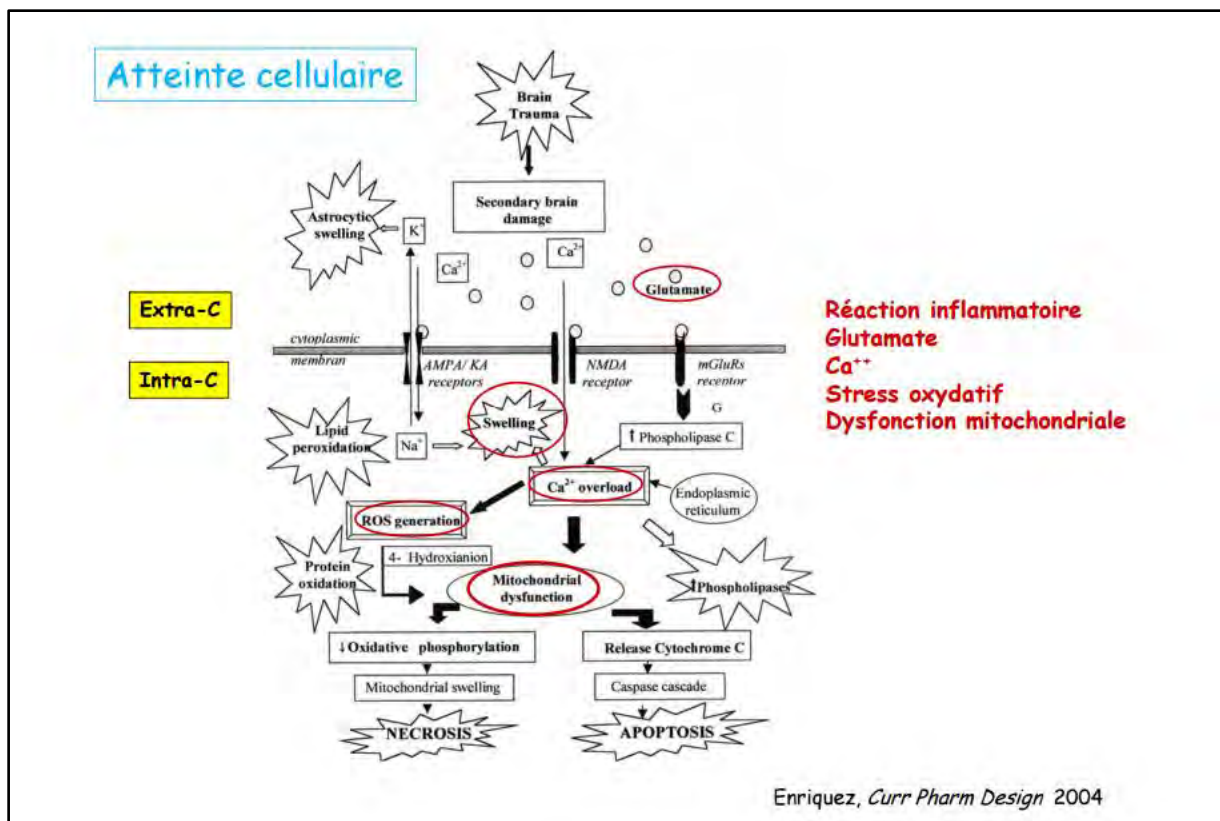 Atteinte cellulaire
Brain
Trauma
Secondary brain
damage
Astrocytic
swelling
K⁺
Ca²⁺
Ca²⁺
Glutamate
Extra-C
cytoplasmic
membran
Intra-C
AMPA/ KA
receptors
NMDA
receptor
mGluRs
receptor
G
Réaction inflammatoire
Glutamate
Ca⁺⁺
Stress oxydatif
Dysfonction mitochondriale
Lipid
peroxidation
Na⁺
Swelling
↑ Phospholipase C
Ca²⁺ overload
Endoplasmic
reticulum
ROS generation
4- Hydroxianion
Protein
oxidation
Mitochondrial
dysfunction
↑Phospholipases
↓Oxidative phosphorylation
Release Cytochrome C
Mitochondrial swelling
Caspase cascade
NECROSIS
APOPTOSIS
Enriquez, Curr Pharm Design 2004